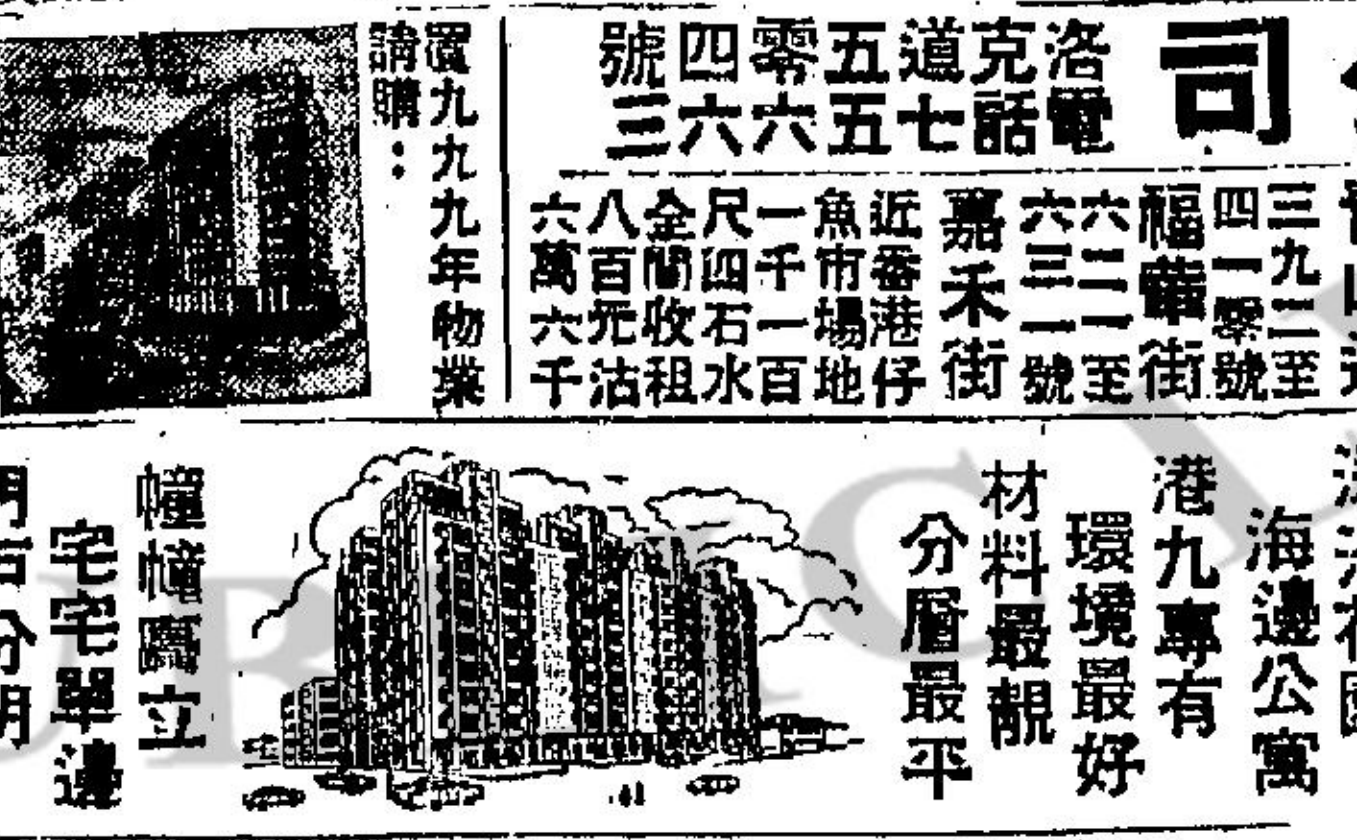 司
洛克道五零四號
電話七五六六三
三九二至
四一零號
福華街
六二一至
六三一號
嘉禾街
近香港仔
魚市場地
一千一百
尺四石水
全間收租
八百元沽
六萬六千
置九九九年物業
請購：
海邊公寓
港九專有
環境最好
材料最靚
分層最平
幢幢矗立
宅宅單邊
分明